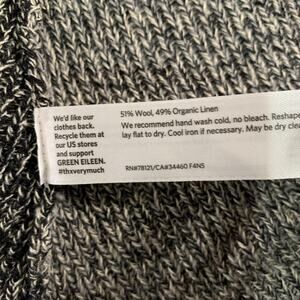 We'd like our
clothes back.
Recycle them at
our US stores
and support
GREEN EILEEN.
#thxverymuch
51% Wool, 49% Organic Linen
We recommend hand wash cold, no bleach. Reshape
lay flat to dry. Cool iron if necessary. May be dry
RN#78121/CA#34460 F4NS